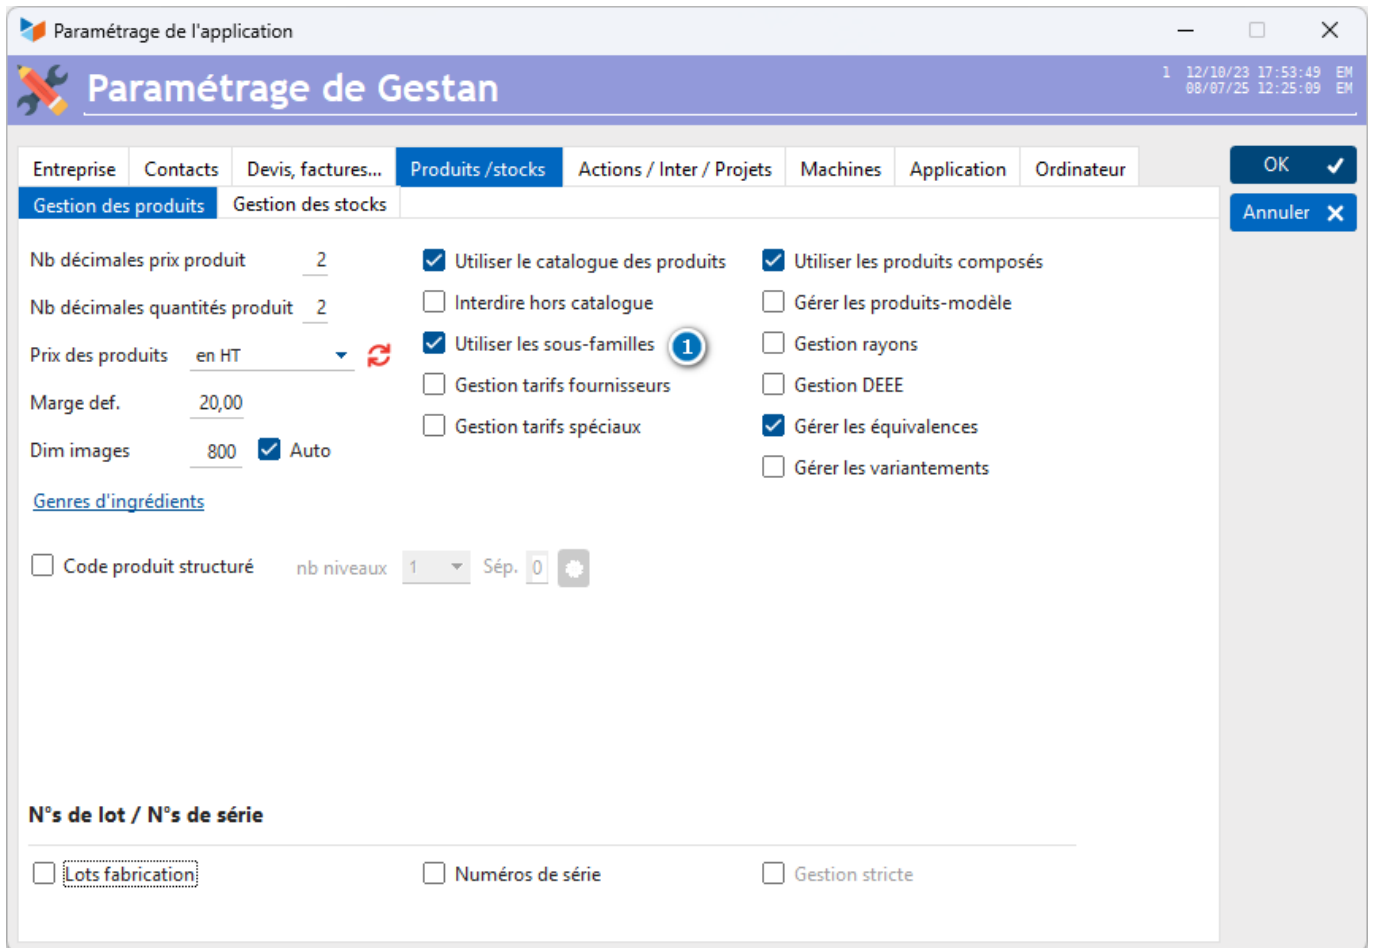 Paramétrage de l'application
Paramétrage de Gestan
1 12/10/23 17:53:49 EM
08/07/25 12:25:09 EM
Entreprise Contacts Devis, factures... Produits /stocks Actions / Inter / Projets Machines Application Ordinateur
OK
Gestion des produits Gestion des stocks
Annuler
Nb décimales prix produit 2 Utiliser le catalogue des produits Utiliser les produits composés
Nb décimales quantités produit 2 Interdire hors catalogue Gérer les produits-modèle
Utiliser les sous-familles 1 Gestion rayons
Prix des produits en HT
Gestion tarifs fournisseurs Gestion DEEE
Marge def. 20,00
Gestion tarifs spéciaux Gérer les équivalences
Dim images 800 Auto
Gérer les variantements
Genres d'ingrédients
Code produit structuré nb niveaux 1 Sép. 0
N°s de lot / N°s de série
Lots fabrication Numéros de série Gestion stricte